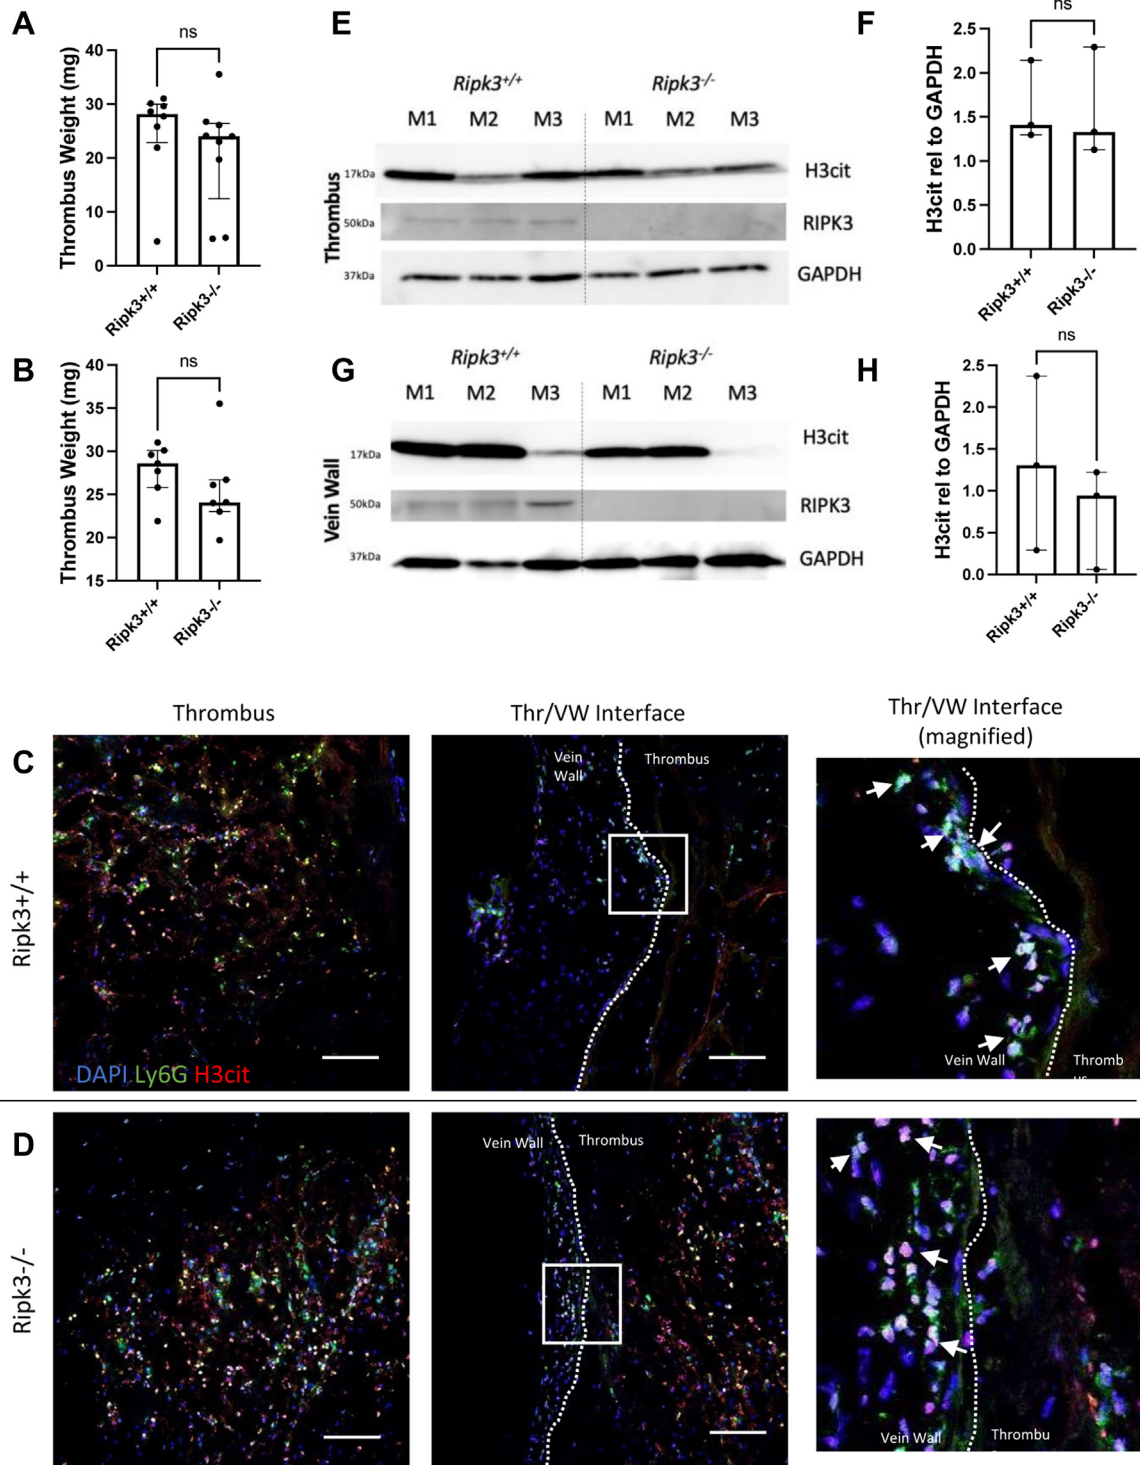 A
Thrombus Weight (mg)
40
30
20
10
0
ns
Ripk3+/+
Ripk3-/-
E
Ripk3+/+
Ripk3-/-
M1 M2 M3 M1 M2 M3
Thrombus
17kDa
H3cit
50kDa
RIPK3
37kDa
GAPDH
F
ns
H3cit rel to GAPDH
2.5
2.0
1.5
1.0
0.5
0.0
Ripk3+/+
Ripk3-/-
B
Thrombus Weight (mg)
40
35
30
25
20
15
ns
Ripk3+/+
Ripk3-/-
G
Ripk3+/+
Ripk3-/-
M1 M2 M3 M1 M2 M3
Vein Wall
17kDa
H3cit
50kDa
RIPK3
37kDa
GAPDH
H
ns
H3cit rel to GAPDH
2.5
2.0
1.5
1.0
0.5
0.0
Ripk3+/+
Ripk3-/-
Thrombus
Thr/VW Interface
Thr/VW Interface
(magnified)
C
Ripk3+/+
DAPI Ly6G H3cit
Vein
Wall
Thrombus
Vein Wall
Thromb
us
D
Ripk3-/-
Vein Wall
Thrombus
Vein Wall
Thrombu